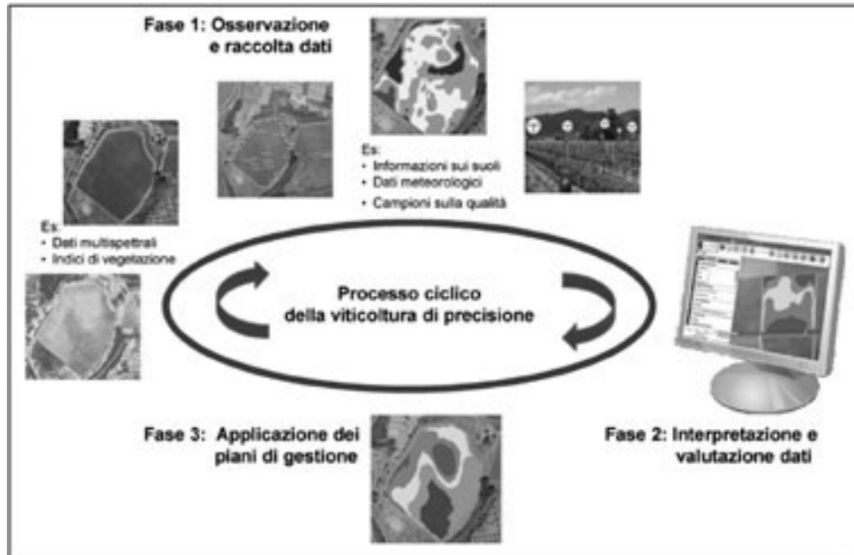 Fase 1: Osservazione
e raccolta dati
Es:
• Informazioni sui suoli
• Dati meteorologici
• Campioni sulla qualità
Es:
• Dati multispettrali
• Indici di vegetazione
Processo ciclico
della viticoltura di precisione
Fase 3: Applicazione dei
piani di gestione
Fase 2: Interpretazione e
valutazione dati